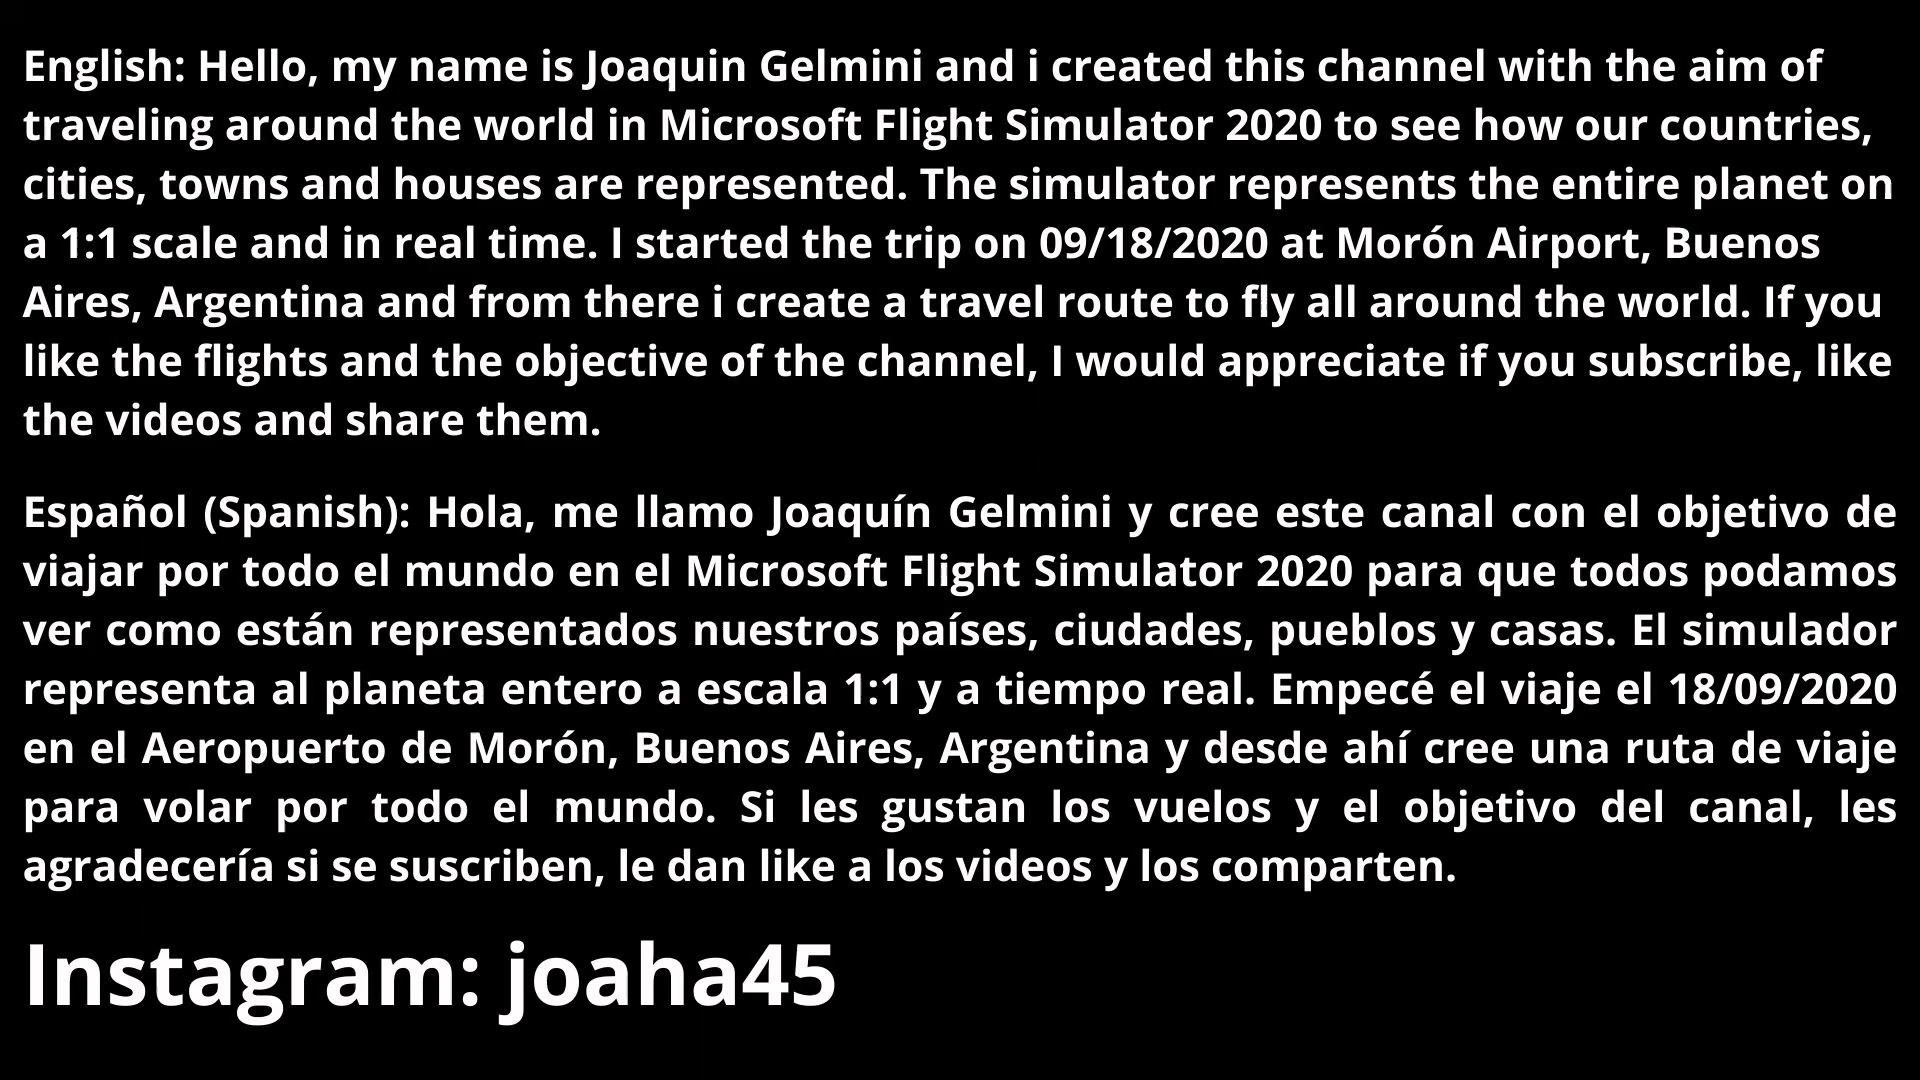 English: Hello, my name is Joaquin Gelmini and i created this channel with the aim of
traveling around the world in Microsoft Flight Simulator 2020 to see how our countries,
cities, towns and houses are represented. The simulator represents the entire planet on
a 1:1 scale and in real time. I started the trip on 09/18/2020 at Morón Airport, Buenos
Aires, Argentina and from there i create a travel route to fly all around the world. If you
like the flights and the objective of the channel, I would appreciate if you subscribe, like
the videos and share them.
Español (Spanish): Hola, me llamo Joaquín Gelmini y cree este canal con el objetivo de
viajar por todo el mundo en el Microsoft Flight Simulator 2020 para que todos podamos
ver como están representados nuestros países, ciudades, pueblos y casas. El simulador
representa al planeta entero a escala 1:1 y a tiempo real. Empecé el viaje el 18/09/2020
en el Aeropuerto de Morón, Buenos Aires, Argentina y desde ahí cree una ruta de viaje
para volar por todo el mundo. Si les gustan los vuelos y el objetivo del canal, les
agradecería si se suscriben, le dan like a los videos y los comparten.
Instagram: joaha45